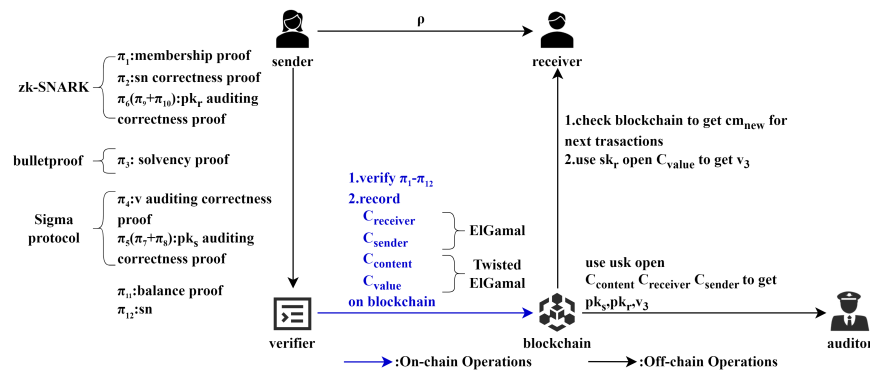 ρ
sender
receiver
zk-SNARK
π1:membership proof
π2:sn correctness proof
π6(π9+π10):pkr auditing
correctness proof
bulletproof
π3: solvency proof
Sigma
protocol
π4:v auditing correctness
proof
π5(π7+π8):pks auditing
correctness proof
π11:balance proof
π12:sn
1.verify π1-π12
2.record
Creceiver
Csender
ElGamal
Ccontent
Cvalue
Twisted
ElGamal
on blockchain
1.check blockchain to get cmnew for
next trasactions
2.use skr open Cvalue to get v3
use usk open
Ccontent Creceiver Csender to get
pks,pkr,v3
verifier
blockchain
auditor
:On-chain Operations
:Off-chain Operations